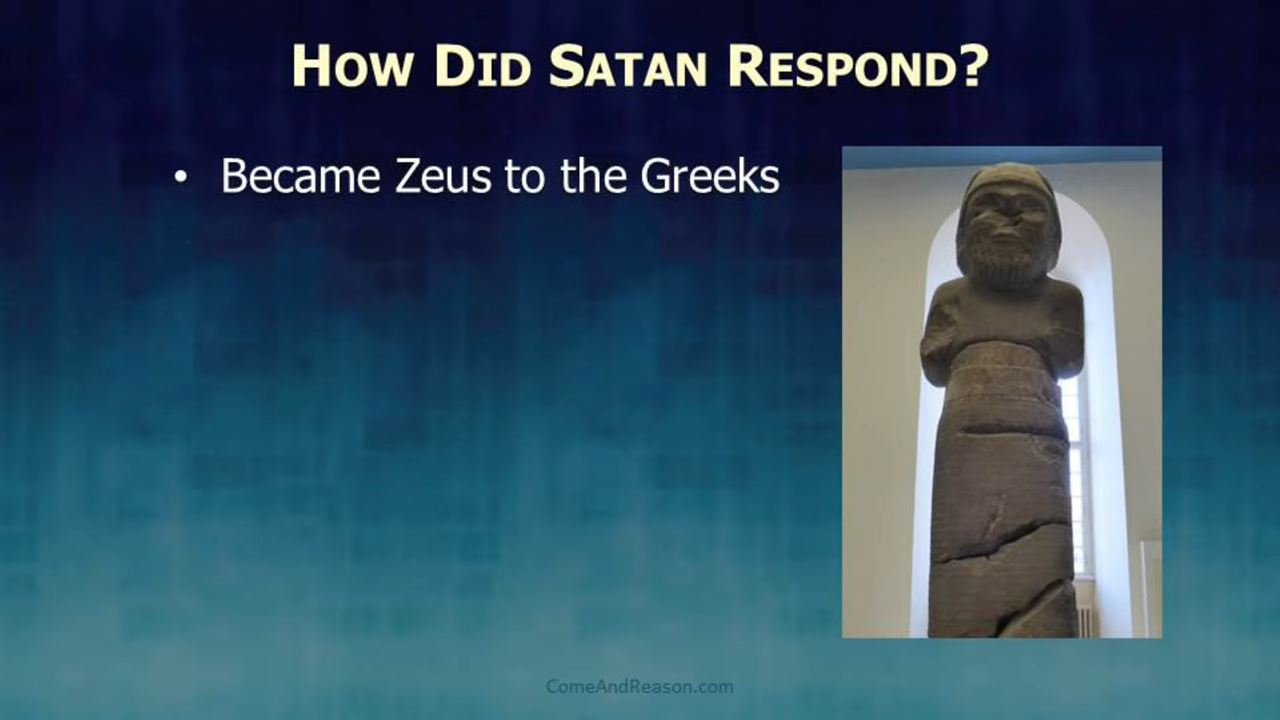 How Did Satan Respond?
• Became Zeus to the Greeks
ComeAndReason.com